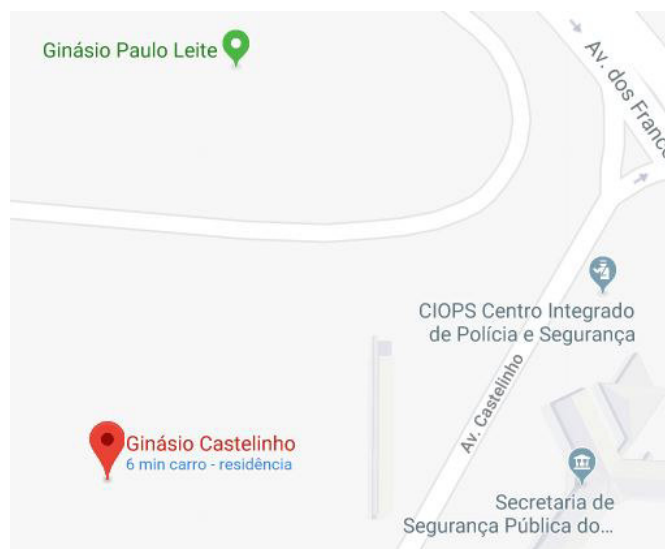 Ginásio Paulo Leite
Av. dos France
CIOPS Centro Integrado
de Polícia e Segurança
Av. Castelinho
Ginásio Castelinho
6 min carro - residência
Secretaria de
Segurança Pública do...